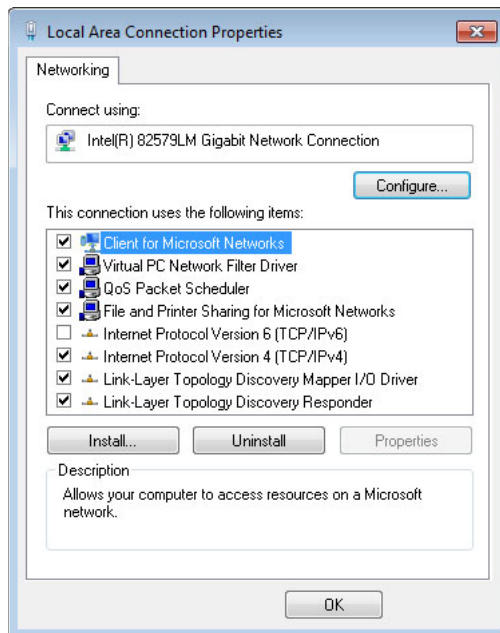 Local Area Connection Properties
Networking
Connect using:
Intel(R) 82579LM Gigabit Network Connection
Configure...
This connection uses the following items:
Client for Microsoft Networks
Virtual PC Network Filter Driver
QoS Packet Scheduler
File and Printer Sharing for Microsoft Networks
Internet Protocol Version 6 (TCP/IPv6)
Internet Protocol Version 4 (TCP/IPv4)
Link-Layer Topology Discovery Mapper I/O Driver
Link-Layer Topology Discovery Responder
Install... Uninstall Properties
Description
Allows your computer to access resources on a Microsoft
network.
OK